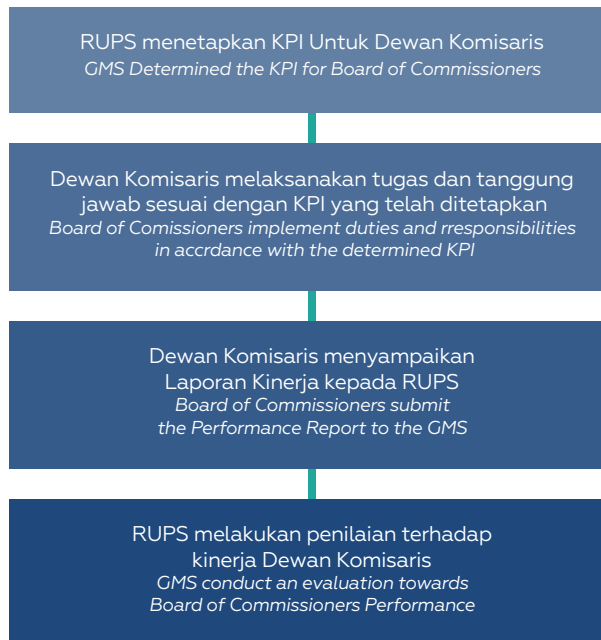 RUPS menetapkan KPI Untuk Dewan Komisaris
GMS Determined the KPI for Board of Commissioners
Dewan Komisaris melaksanakan tugas dan tanggung
jawab sesuai dengan KPI yang telah ditetapkan
Board of Comissioners implement duties and rresponsibilities
in accrdance with the determined KPI
Dewan Komisaris menyampaikan
Laporan Kinerja kepada RUPS
Board of Commissioners submit
the Performance Report to the GMS
RUPS melakukan penilaian terhadap
kinerja Dewan Komisaris
GMS conduct an evaluation towards
Board of Commissioners Performance